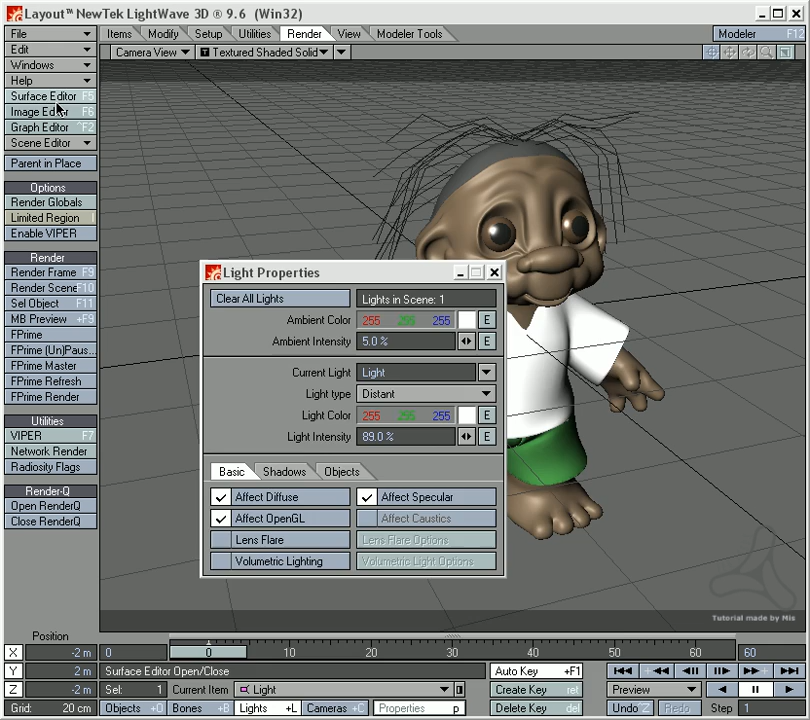 Layout™ NewTek LightWave 3D ® 9.6 (Win32)
File Items Modify Setup Utilities Render View Modeler Tools Modeler F12
Edit Camera View Textured Shaded Solid
Windows
Help
Surface Editor F5
Image Ed F6
Graph Editor ^F2
Scene Editor
Parent in Place
Options
Render Globals
Limited Region l
Enable VIPER
Render
Render Frame F9
Render Scene F10
Sel Object F11
MB Preview +F9
FPrime
FPrime (Un)Paus...
FPrime Master
FPrime Refresh
FPrime Render
Utilities
VIPER F7
Network Render
Radiosity Flags
Render-Q
Open RenderQ
Close RenderQ
Light Properties
Clear All Lights Lights in Scene: 1
Ambient Color 255 255 255 E
Ambient Intensity 5.0 % E
Current Light Light
Light type Distant
Light Color 255 255 255 E
Light Intensity 89.0 % E
Basic Shadows Objects
Affect Diffuse Affect Specular
Affect OpenGL Affect Caustics
Lens Flare Lens Flare Options
Volumetric Lighting Volumetric Light Options
Tutorial made by Mis
Position
X -2 m 0 0 10 20 30 40 50 60 60
Y 2 m Surface Editor Open/Close Auto Key +F1
Z -2 m Sel: 1 Current Item Light Create Key ret Preview
Grid: 20 cm Objects +O Bones +B Lights +L Cameras +C Properties p Delete Key del Undo ^Z Redo Step 1